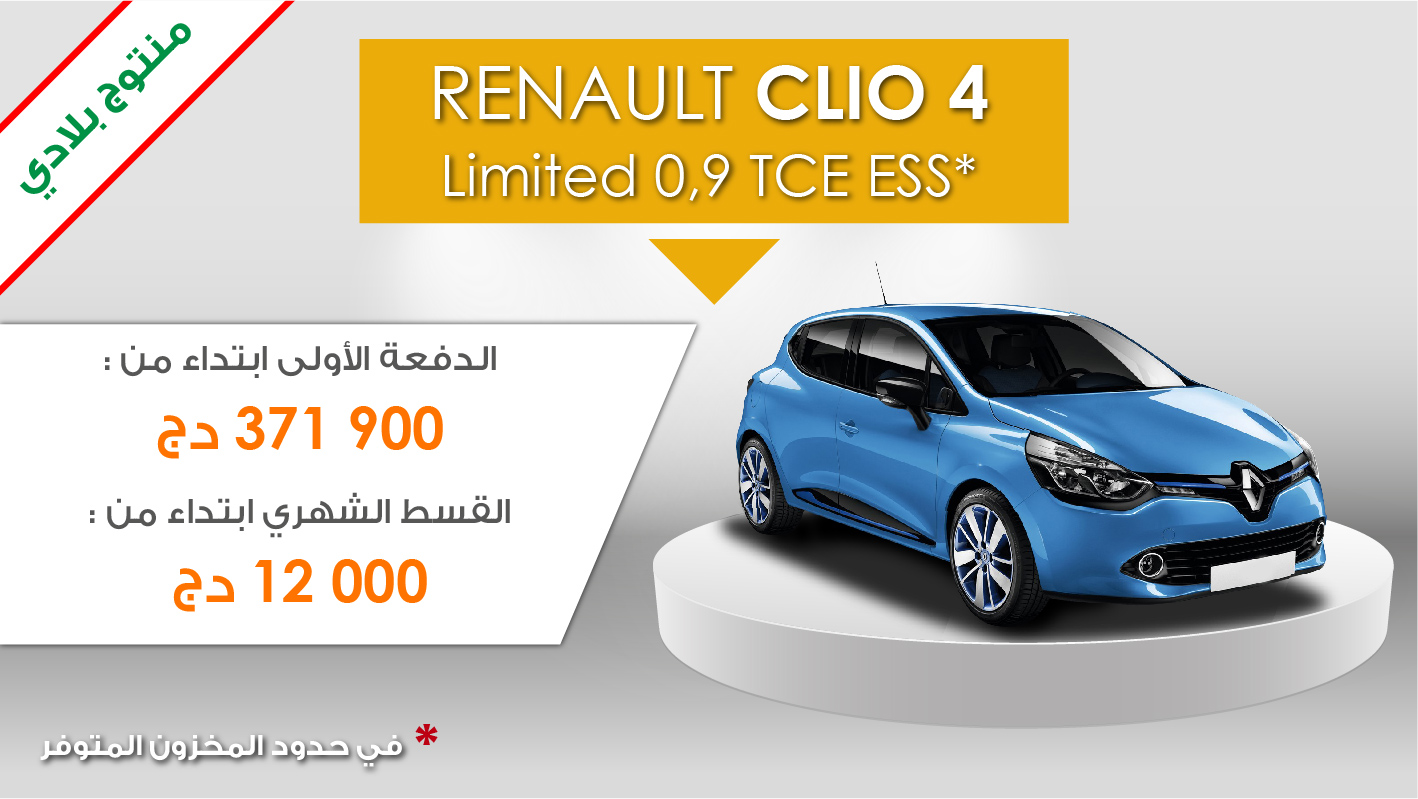 منتوج بلادي
RENAULT CLIO 4
Limited 0,9 TCE ESS*
الدفعة الأولى ابتداء من :
371 900 دج
القسط الشهري ابتداء من :
12 000 دج
* في حدود المخزون المتوفر